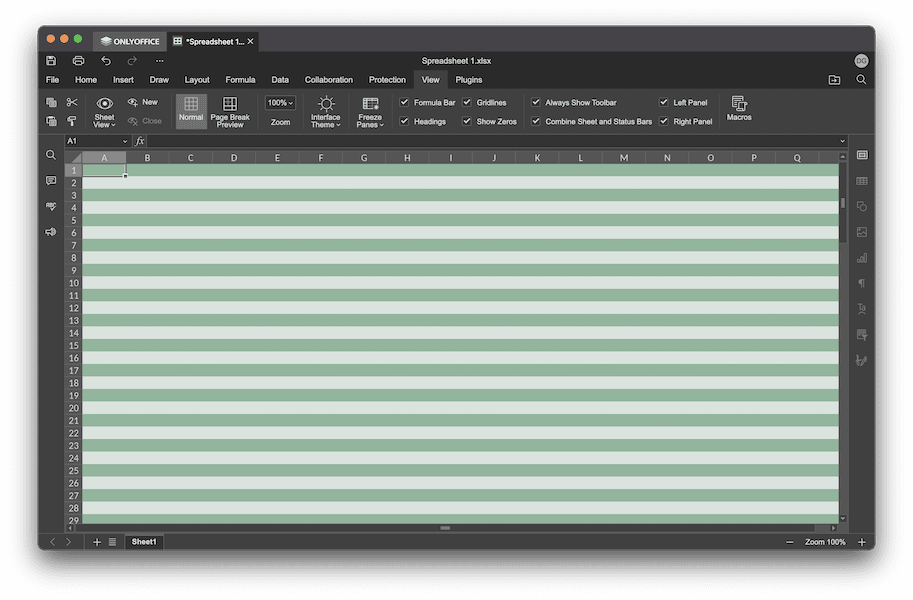 ONLYOFFICE *Spreadsheet 1...
Spreadsheet 1.xlsx DG
File Home Insert Draw Layout Formula Data Collaboration Protection View Plugins
Sheet View New Close
Normal
Page Break Preview
100% Zoom
Interface Theme
Freeze Panes
Formula Bar Gridlines Always Show Toolbar Left Panel
Headings Show Zeros Combine Sheet and Status Bars Right Panel
Macros
A1 fx
A B C D E F G H I J K L M N O P Q
1
2
3
4
5
6
7
8
9
10
11
12
13
14
15
16
17
18
19
20
21
22
23
24
25
26
27
28
29
Sheet1 Zoom 100%